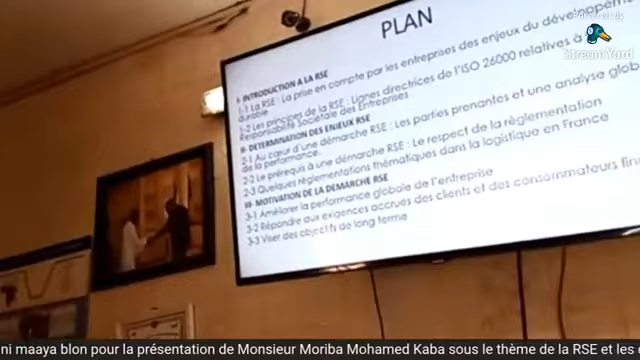 Powered by
StreamYard
PLAN
I- INTRODUCTION A LA RSE
1-1 La RSE : La prise en compte par les entreprises des enjeux du développeme
durable
1-2 Les principes de la RSE : Lignes directrices de l'ISO 26000 relatives à
Responsabilité Sociétale des Entreprises
II- DETERMINATION DES ENJEUX RSE
2-1 Au cœur d'une démarche RSE : Les parties prenantes et une analyse glob
de la performance.
2-2 Le prérequis à une démarche RSE : Le respect de la règlementation
2-3 Quelques règlementations thématiques dans la logistique en France
III- MOTIVATION DE LA DEMARCHE RSE
3-1 Améliorer la performance globale de l'entreprise
3-2 Répondre aux exigences accrues des clients et des consommateurs fin
3-3 Viser des objectifs de long terme
ni maaya blon pour la présentation de Monsieur Moriba Mohamed Kaba sous le thème de la RSE et les